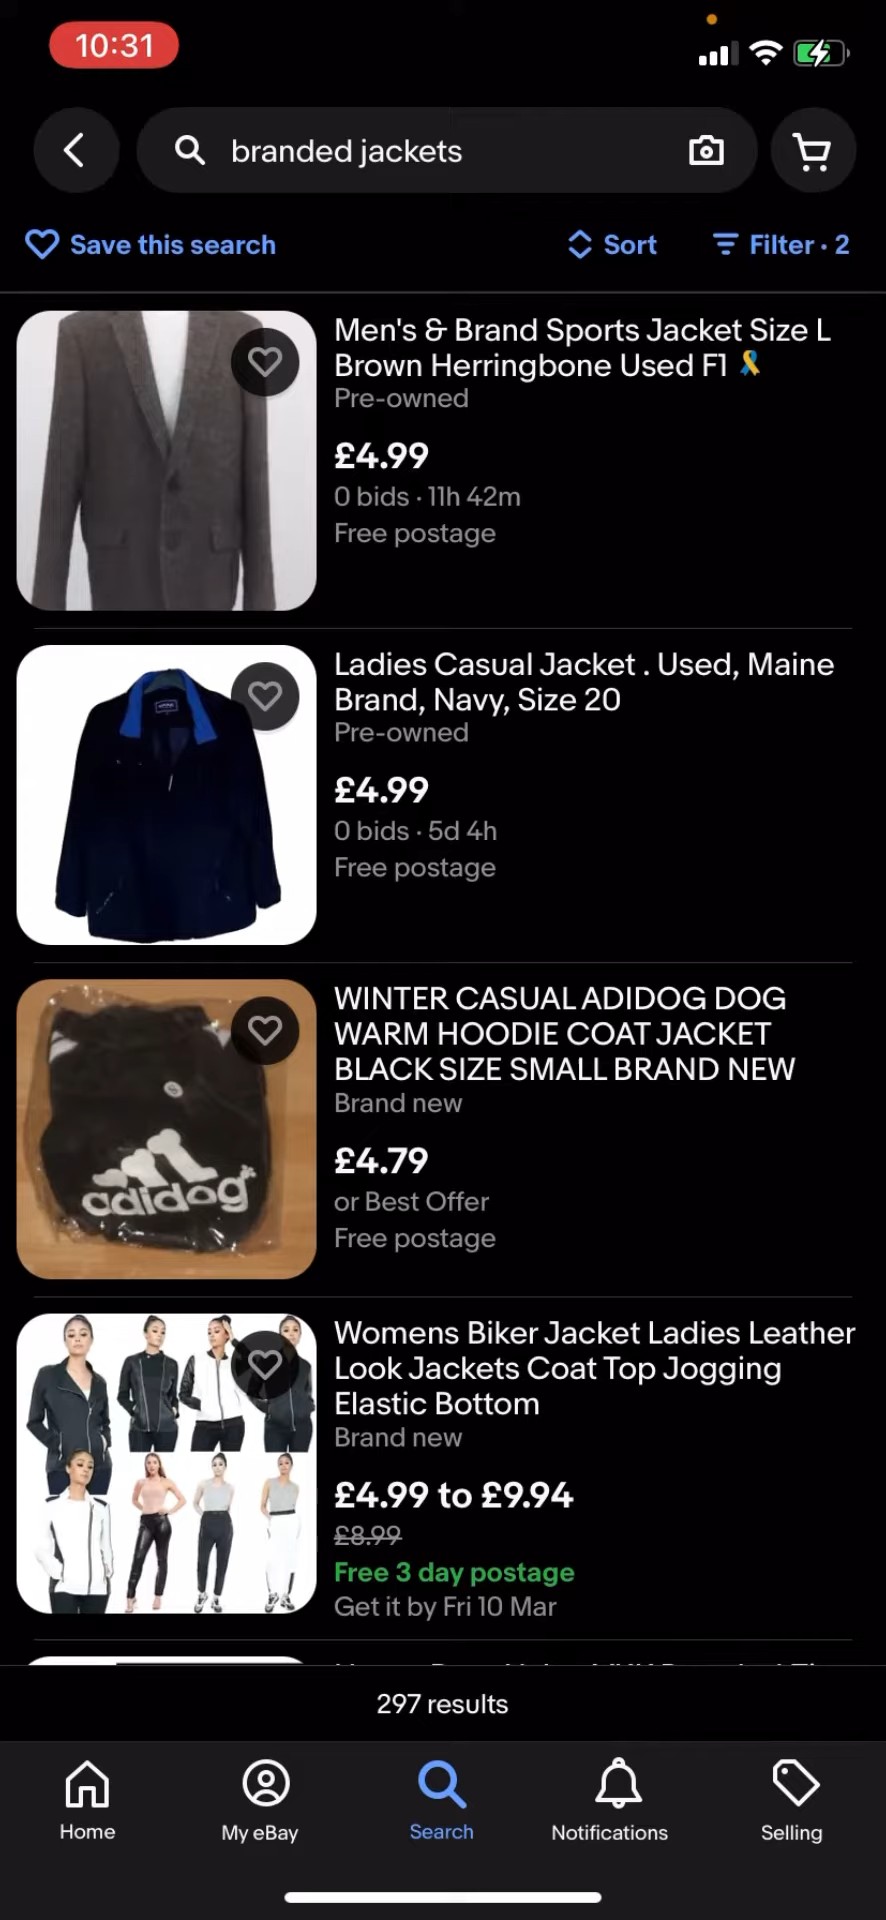 10:31
branded jackets
Save this search
Sort
Filter · 2
Men's & Brand Sports Jacket Size L
Brown Herringbone Used F1
Pre-owned
£4.99
0 bids · 11h 42m
Free postage
Ladies Casual Jacket . Used, Maine
Brand, Navy, Size 20
Pre-owned
£4.99
0 bids · 5d 4h
Free postage
WINTER CASUAL ADIDOG DOG
WARM HOODIE COAT JACKET
BLACK SIZE SMALL BRAND NEW
Brand new
£4.79
or Best Offer
Free postage
adidog
Womens Biker Jacket Ladies Leather
Look Jackets Coat Top Jogging
Elastic Bottom
Brand new
£4.99 to £9.94
£8.99
Free 3 day postage
Get it by Fri 10 Mar
297 results
Home
My eBay
Search
Notifications
Selling